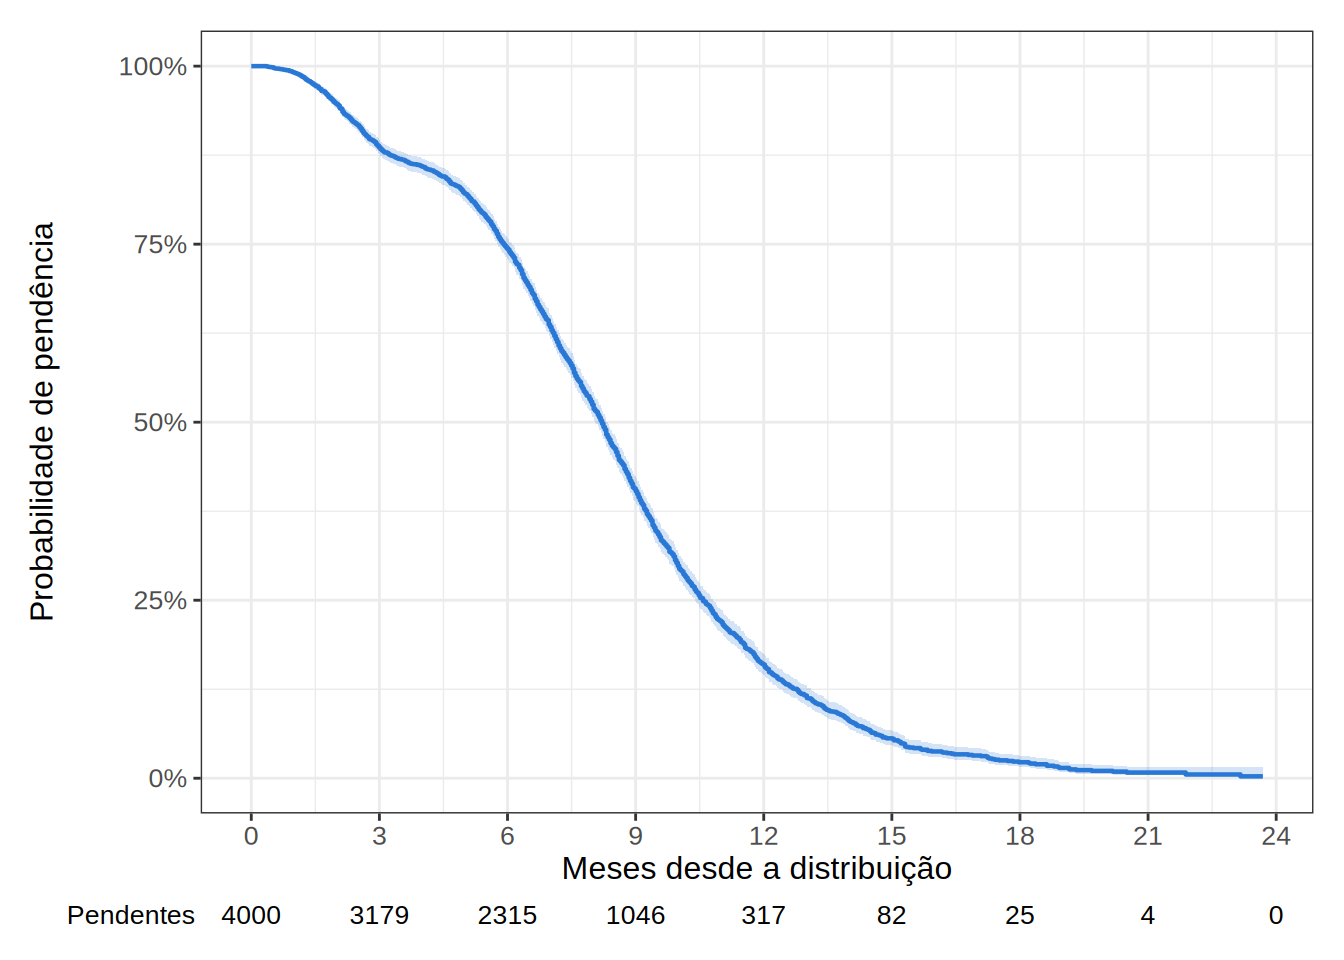 100%
75%
50%
25%
0%
Probabilidade de pendência
0 3 6 9 12 15 18 21 24
Meses desde a distribuição
Pendentes 4000 3179 2315 1046 317 82 25 4 0